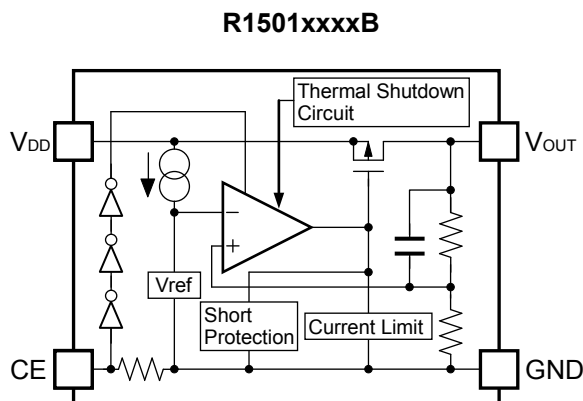 R1501xxxxB
Thermal Shutdown
Circuit
VDD
VOUT
−
+
Vref
Short
Protection
Current Limit
CE
GND